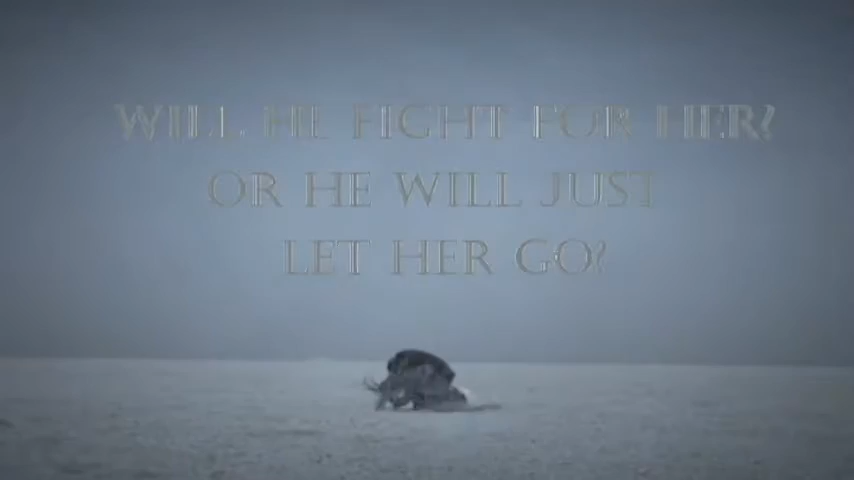 WILL HE FIGHT FOR HER?
OR HE WILL JUST
LET HER GO?